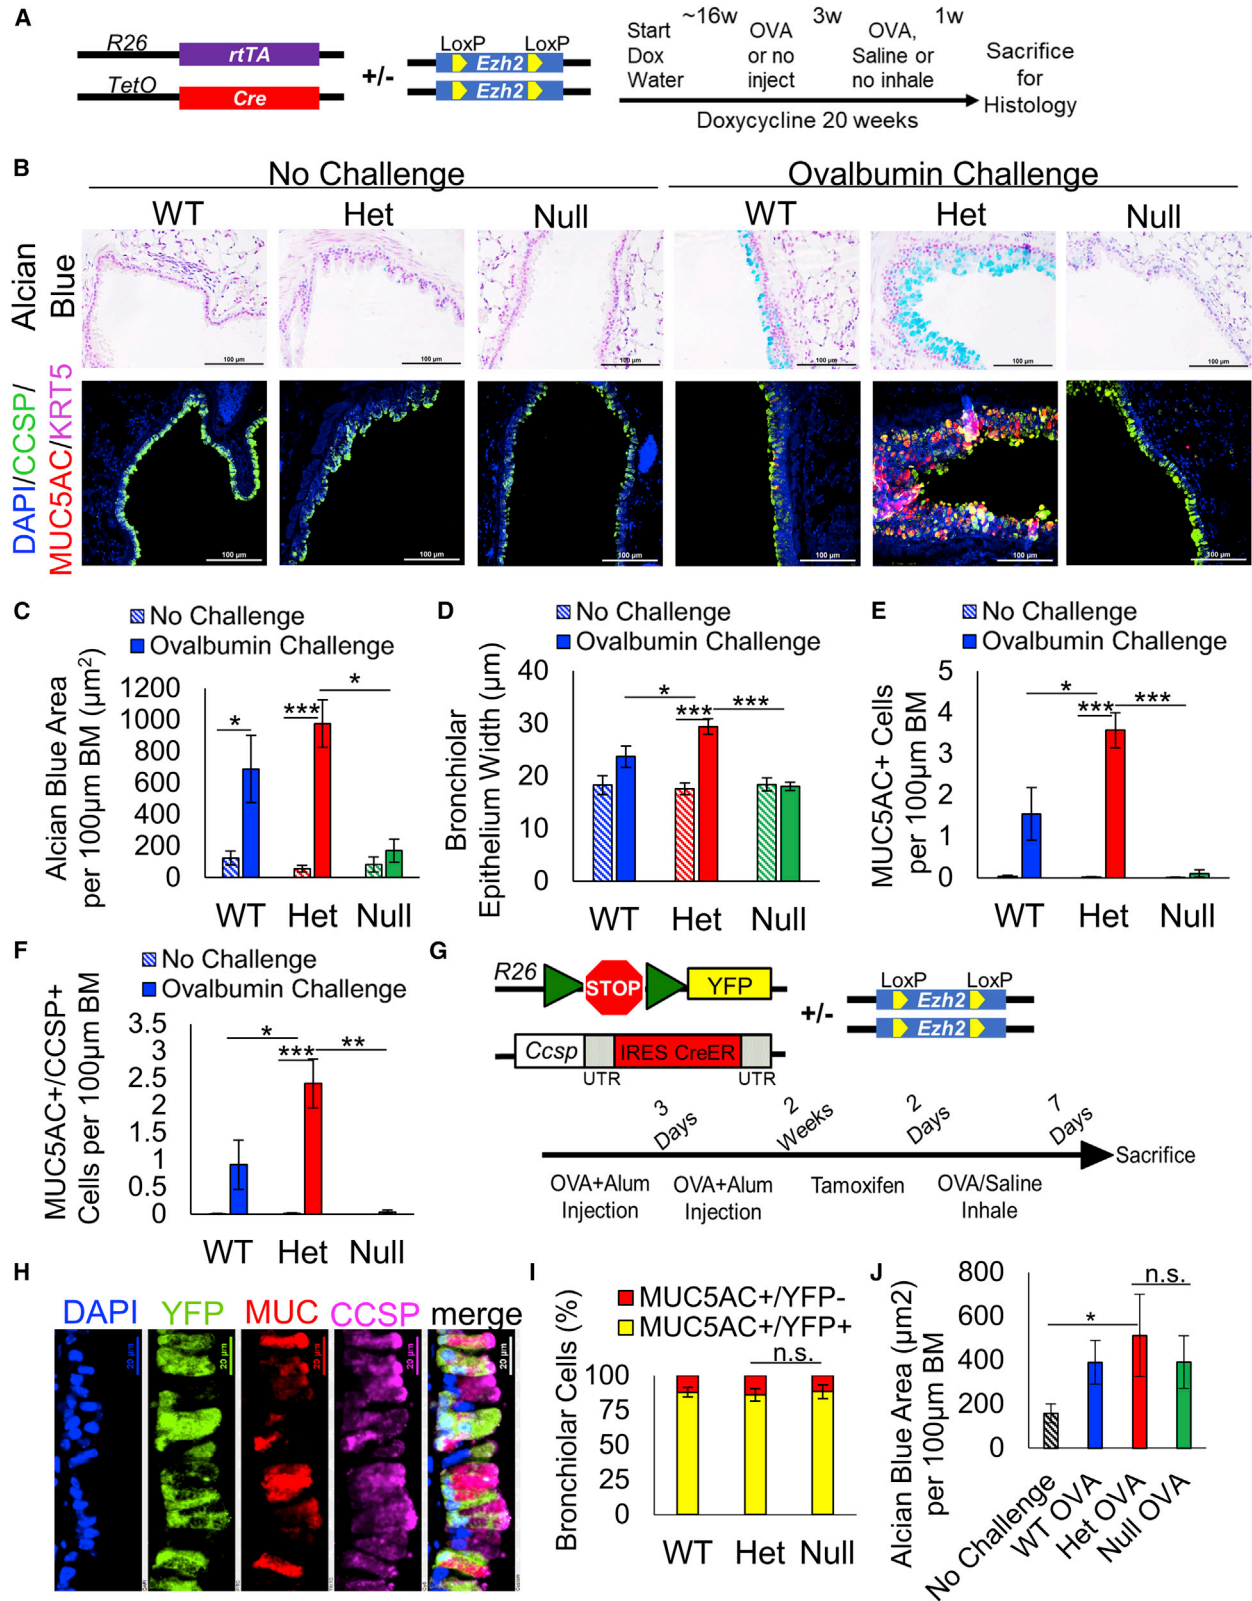 A
R26
rtTA
TetO
Cre
+/-
LoxP LoxP
Ezh2
Ezh2
Start Dox Water
~16w
OVA or no inject
3w
OVA, Saline or no inhale
1w
Sacrifice for Histology
Doxycycline 20 weeks
B
No Challenge
Ovalbumin Challenge
WT Het Null WT Het Null
Alcian Blue
100 µm 100 µm 100 µm 100 µm 100 µm 100 µm
DAPI/CCSP/
MUC5AC/KRT5
100 µm 100 µm 100 µm 100 µm 100 µm 100 µm
C
No Challenge
Ovalbumin Challenge
Alcian Blue Area
per 100µm BM (µm²)
1200
1000
800
600
400
200
0
* *** *
WT Het Null
D
No Challenge
Ovalbumin Challenge
Bronchiolar
Epithelium Width (µm)
40
30
20
10
0
* *** ***
WT Het Null
E
No Challenge
Ovalbumin Challenge
MUC5AC+ Cells
per 100µm BM
5
4
3
2
1
0
* *** ***
WT Het Null
F
No Challenge
Ovalbumin Challenge
MUC5AC+/CCSP+
Cells per 100µm BM
3.5
3
2.5
2
1.5
1
0.5
0
* *** **
WT Het Null
G
R26
STOP
YFP
Ccsp
IRES CreER
UTR UTR
+/-
LoxP LoxP
Ezh2
Ezh2
3 Days
2 Weeks
2 Days
7 Days
Sacrifice
OVA+Alum Injection
OVA+Alum Injection
Tamoxifen
OVA/Saline Inhale
H
DAPI YFP MUC CCSP merge
20 µm 20 µm 20 µm 20 µm 20 µm
I
MUC5AC+/YFP-
MUC5AC+/YFP+
Bronchiolar Cells (%)
n.s.
100
75
50
25
0
WT Het Null
J
Alcian Blue Area (µm2)
per 100µm BM
800
600
400
200
0
* n.s.
No Challenge
WT OVA
Het OVA
Null OVA